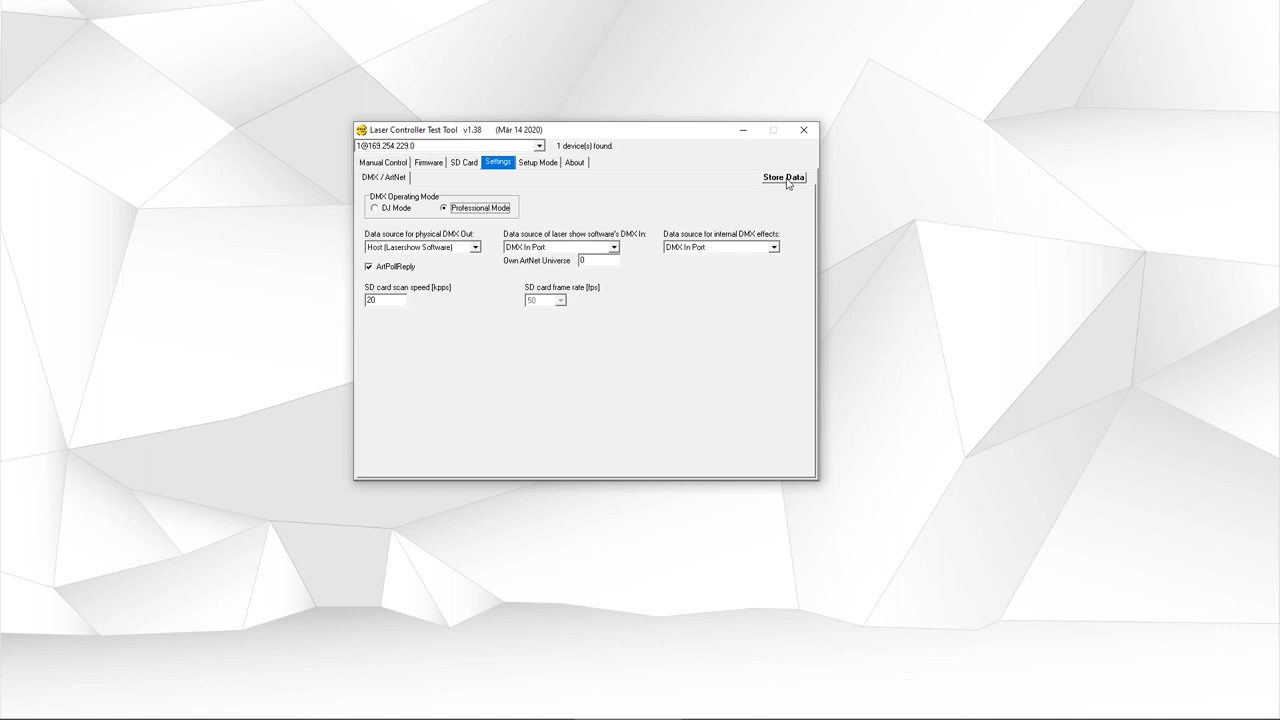 Laser Controller Test Tool v1.38 (Mär 14 2020)
1@169.254.229.0 1 device(s) found.
Manual Control Firmware SD Card Settings Setup Mode About
DMX / ArtNet Store Data
DMX Operating Mode
DJ Mode Professional Mode
Data source for physical DMX Out: Data source of laser show software's DMX In: Data source for internal DMX effects:
Host (Lasershow Software) DMX In Port DMX In Port
Own ArtNet Universe 0
ArtPollReply
SD card scan speed [kpps] SD card frame rate [fps]
20 50